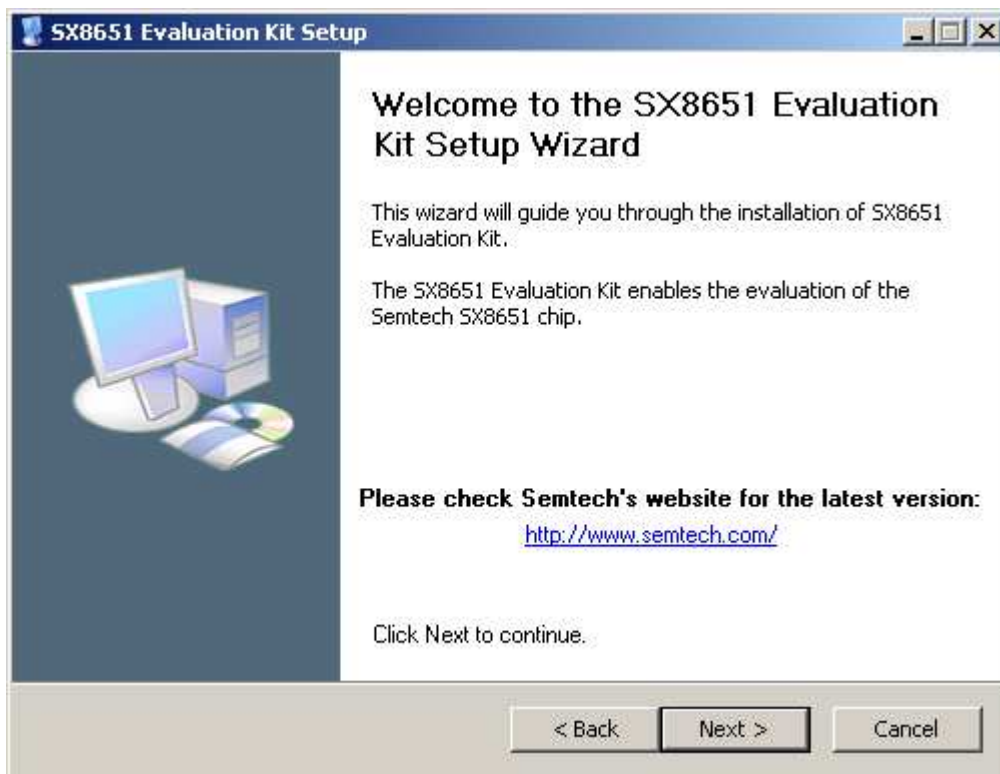 SX8651 Evaluation Kit Setup
Welcome to the SX8651 Evaluation
Kit Setup Wizard
This wizard will guide you through the installation of SX8651
Evaluation Kit.
The SX8651 Evaluation Kit enables the evaluation of the
Semtech SX8651 chip.
Please check Semtech's website for the latest version:
http://www.semtech.com/
Click Next to continue.
< Back
Next >
Cancel